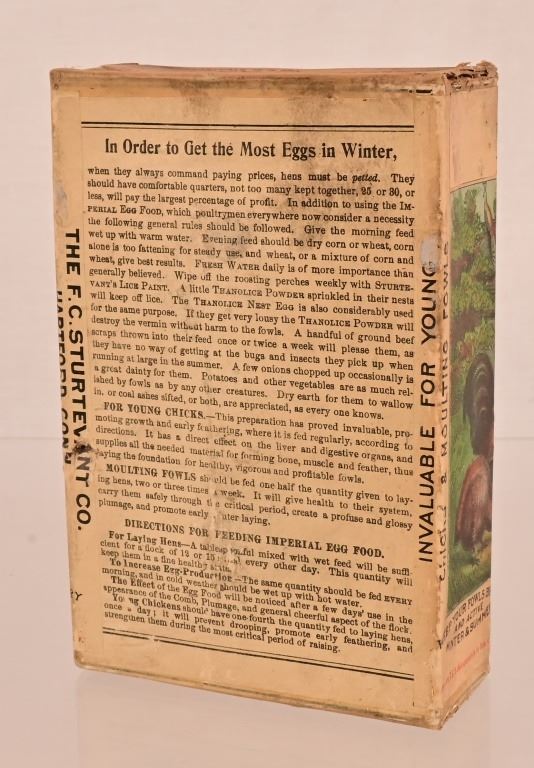 In Order to Get the Most Eggs in Winter,
when they always command paying prices, hens must be petted. They
should have comfortable quarters, not too many kept together, 25 or 30, or
less, will pay the largest percentage of profit. In addition to using the IM-
PERIAL EGG FOOD, which poultrymen everywhere now consider a necessity
the following general rules should be followed. Give the morning feed
wet up with warm water. Evening feed should be dry corn or wheat, corn
alone is too fattening for steady use, and wheat, or a mixture of corn and
wheat, give best results. FRESH WATER daily is of more importance than
generally believed. Wipe off the roosting perches weekly with STURTE-
VANT'S LICE PAINT. A little THANOLICE POWDER sprinkled in their nests
will keep off lice. The THANOLICE NEST EGG is also considerably used
for the same purpose. If they get very lousy the THANOLICE POWDER will
destroy the vermin without harm to the fowls. A handful of ground beef
scraps thrown into their feed once or twice a week will please them, as
they have no way of getting at the bugs and insects they pick up when
running at large in the summer. A few onions chopped up occasionally is
a great dainty for them. Potatoes and other vegetables are as much rel-
ished by fowls as by any other creatures. Dry earth for them to wallow
in, or coal ashes sifted, or both, are appreciated, as every one knows.
FOR YOUNG CHICKS.—This preparation has proved invaluable, pro-
moting growth and early feathering, where it is fed regularly, according to
directions. It has a direct effect on the liver and digestive organs, and
supplies all the needed material for forming bone, muscle and feather, thus
laying the foundation for healthy, vigorous and profitable fowls.
MOULTING FOWLS should be fed one half the quantity given to lay-
ing hens, two or three times a week. It will give health to their system,
carry them safely through the critical period, create a profuse and glossy
plumage, and promote early laying.
DIRECTIONS FOR FEEDING IMPERIAL EGG FOOD.
For Laying Hens—A mixed with wet feed will be suffi-
cient for a flock of 12 or 15 every other day. This quantity will
keep them in a fine healthy
To Increase Egg-Production—The same quantity should be fed EVERY
morning, and in cold weather should be wet up with hot water.
The Effect of the Egg Food will be noticed after a few days' use in the
appearance of the Comb, Plumage, and general cheerful aspect of the flock.
Young Chickens should have one-fourth the quantity fed to laying hens,
once a day; it will prevent drooping, promote early feathering, and
strengthen them during the most critical period of raising.
THE F.C. STURTEVANT CO.
HARTFORD, CONN
INVALUABLE FOR YOUNG
CHICKS & MOULTING FOWLS
YOUR FOWLS
AND ACTIVE
WINTER & SUMMER